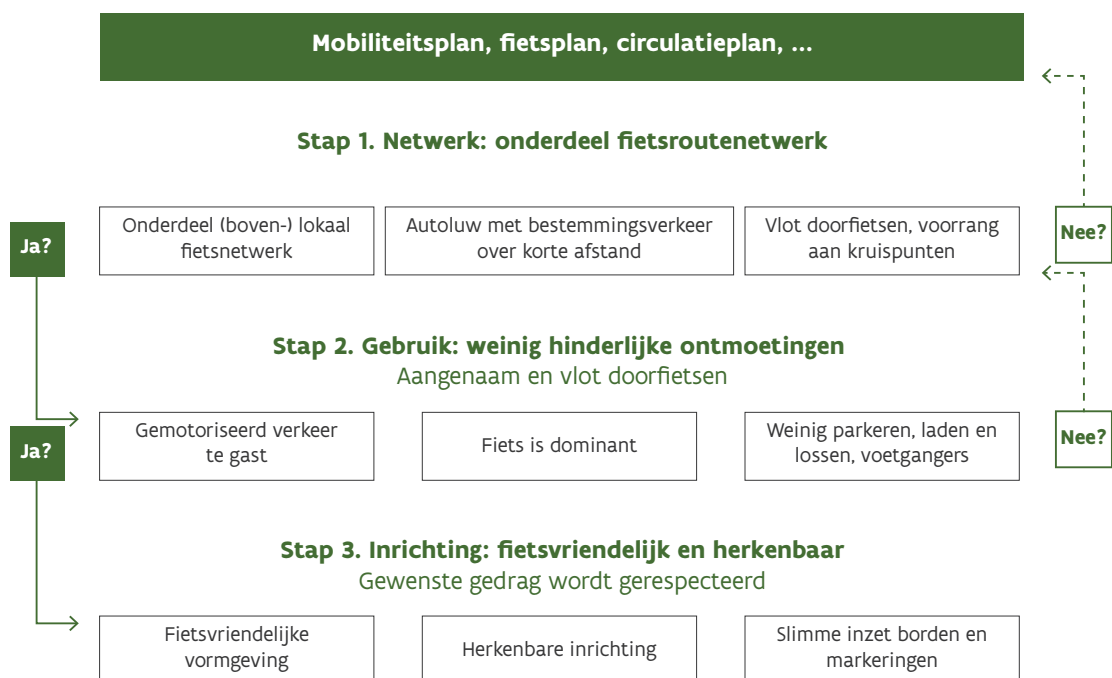 Mobiliteitsplan, fietsplan, circulatieplan, ...
Stap 1. Netwerk: onderdeel fietsroutenetwerk
Ja?
Onderdeel (boven-) lokaal
fietsnetwerk
Autoluw met bestemmingsverkeer
over korte afstand
Vlot doorfietsen, voorrang
aan kruispunten
Nee?
Stap 2. Gebruik: weinig hinderlijke ontmoetingen
Aangenaam en vlot doorfietsen
Ja?
Gemotoriseerd verkeer
te gast
Fiets is dominant
Weinig parkeren, laden en
lossen, voetgangers
Nee?
Stap 3. Inrichting: fietsvriendelijk en herkenbaar
Gewenste gedrag wordt gerespecteerd
Fietsvriendelijke
vormgeving
Herkenbare inrichting
Slimme inzet borden en
markeringen